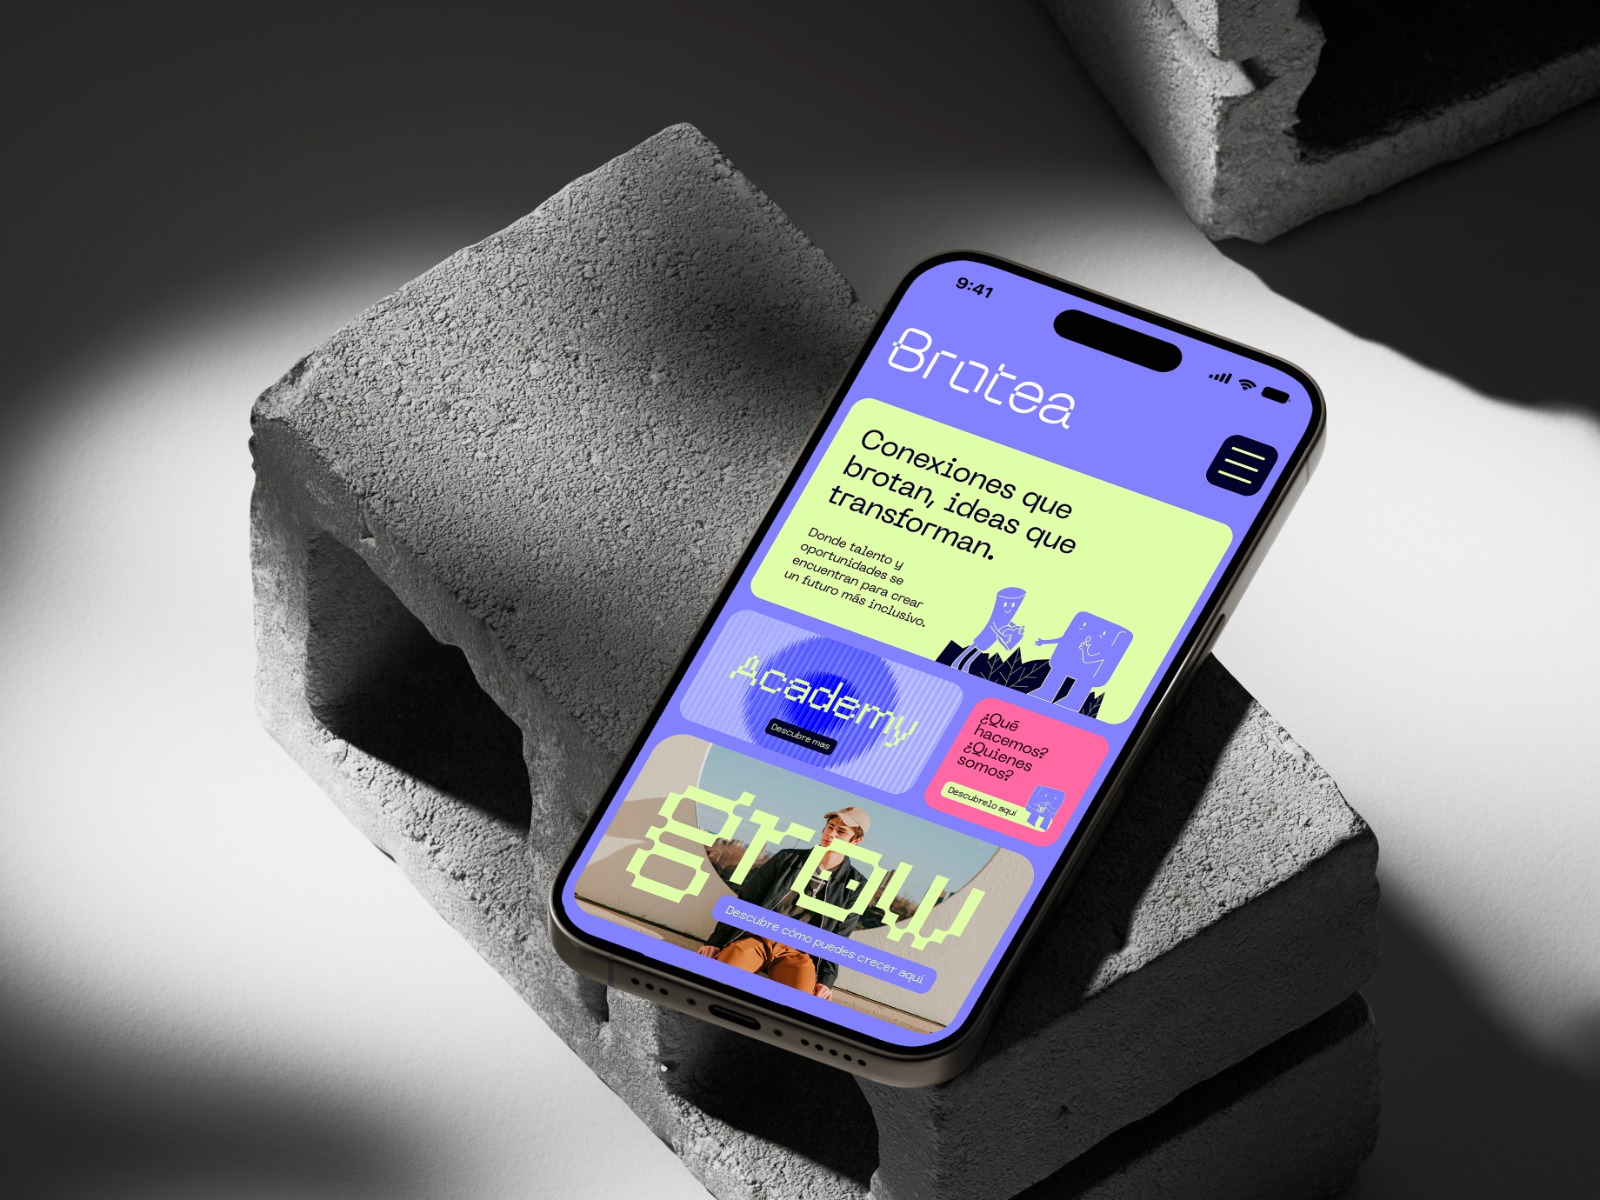 9:41
Brotea
Conexiones que
brotan, ideas que
transforman.
Donde talento y
oportunidades se
encuentran para crear
un futuro más inclusivo.
Academy
Descubre mas
¿Qué
hacemos?
¿Quienes
somos?
Descubrelo aquí
grow
Descubre cómo puedes crecer aquí